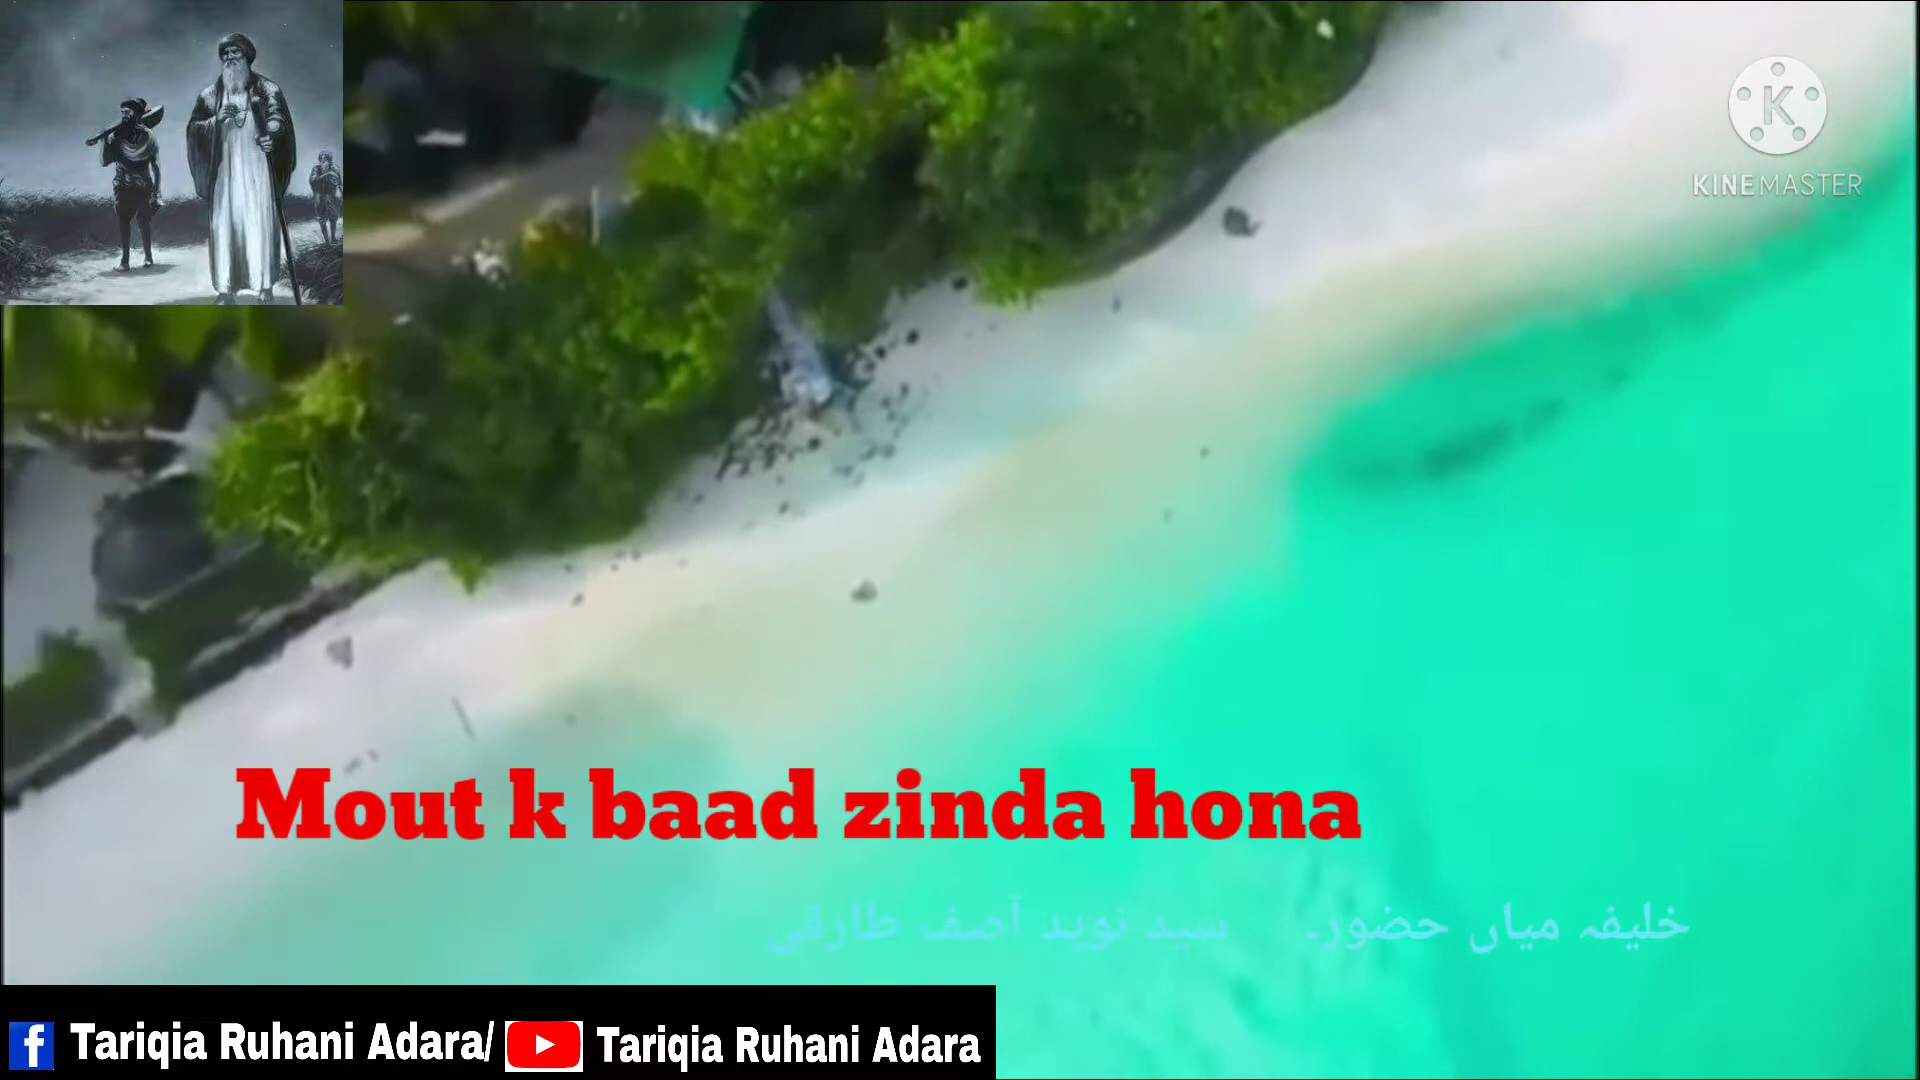 K
KINEMASTER
Mout k baad zinda hona
خلیفہ میاں حضور۔ سید نوید آصف طارقی
Tariqia Ruhani Adara/ Tariqia Ruhani Adara